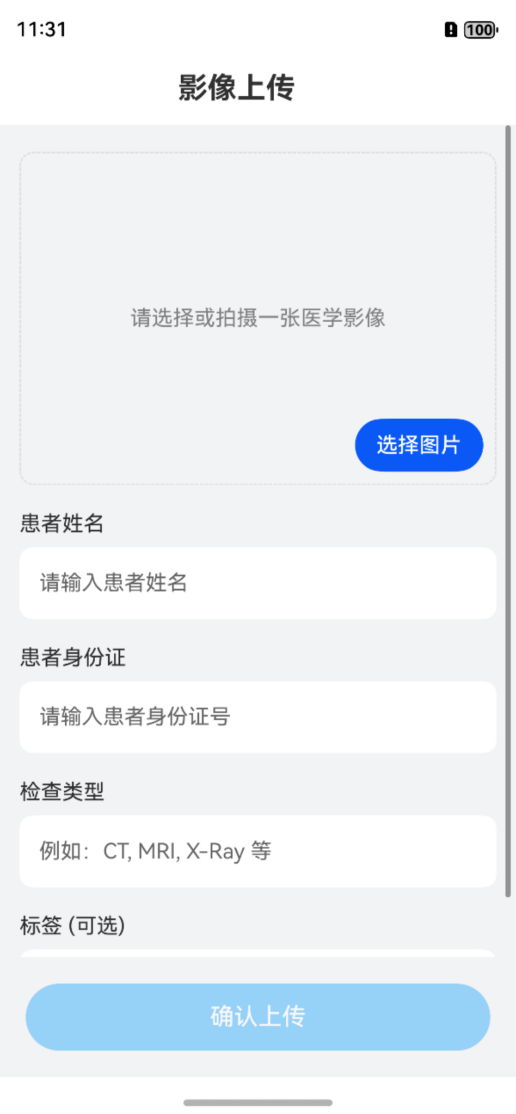 11:31
100
影像上传
请选择或拍摄一张医学影像
选择图片
患者姓名
请输入患者姓名
患者身份证
请输入患者身份证号
检查类型
例如：CT, MRI, X-Ray 等
标签 (可选)
确认上传